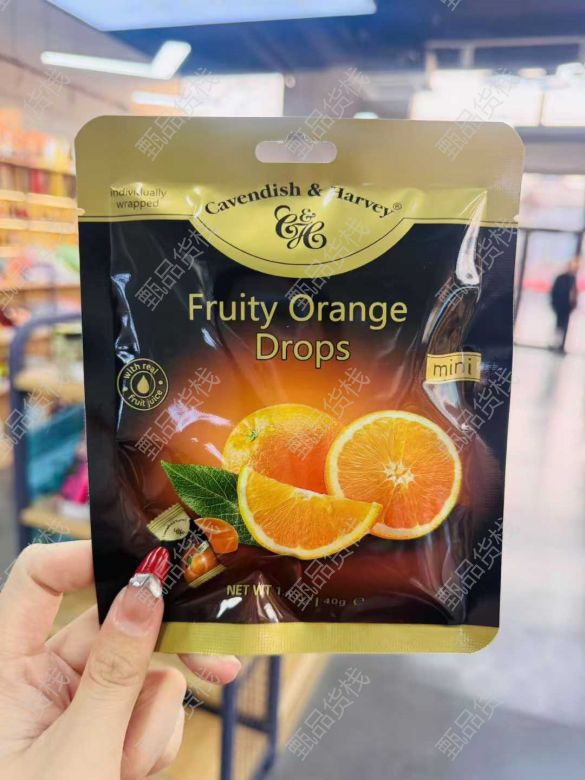 individually
wrapped
Cavendish & Harvey®
C&H
Fruity Orange
Drops
with real
fruit juice
mini
NET WT 40g ℮
甄品货栈